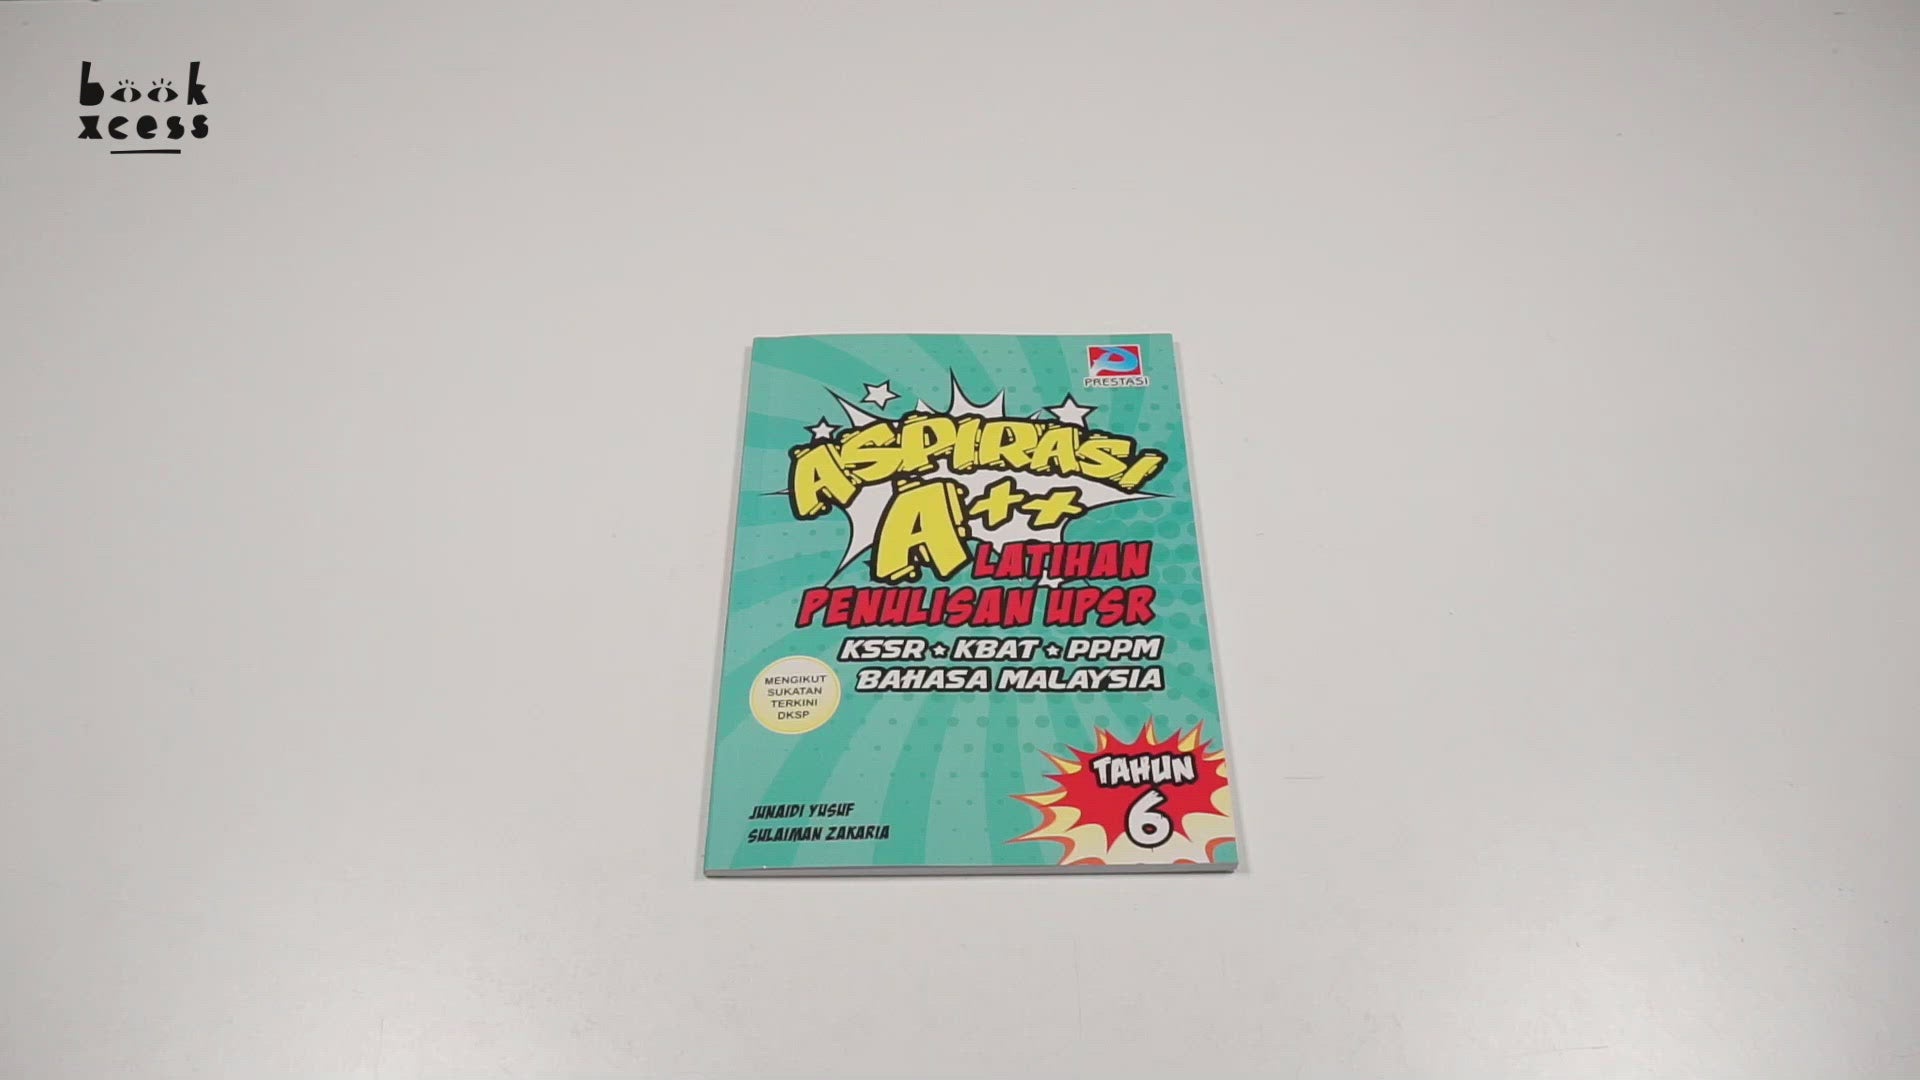 book
xcess
PRESTASI
ASPIRASI
A++
LATIHAN
PENULISAN UPSR
KSSR ★ KBAT ★ PPPM
BAHASA MALAYSIA
MENGIKUT
SUKATAN
TERKINI
DKSP
TAHUN
6
JUNAIDI YUSUF
SULAIMAN ZAKARIA